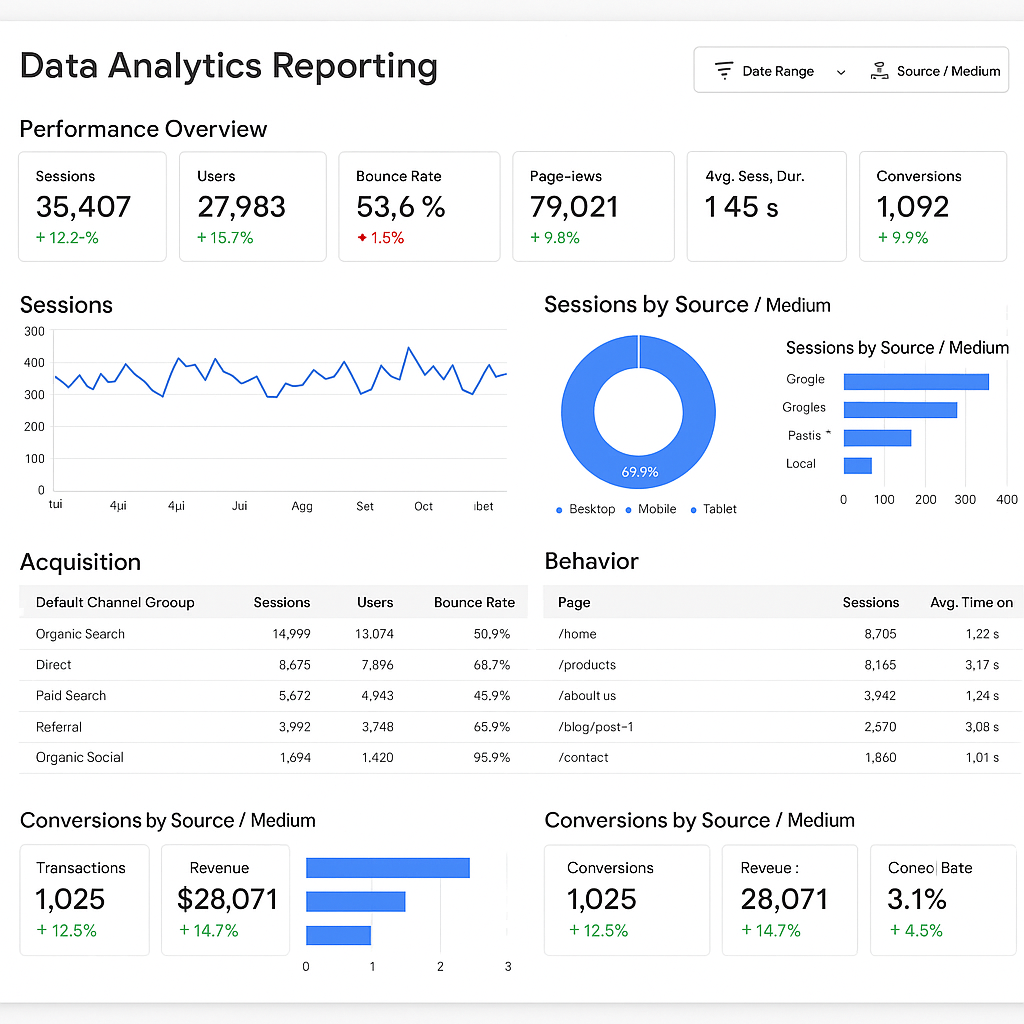 Data Analytics Reporting
Date Range
Source / Medium
Performance Overview
Sessions
35,407
+ 12.2-%
Users
27,983
+ 15.7%
Bounce Rate
53,6 %
1.5%
Page-iews
79,021
+ 9.8%
4vg. Sess, Dur.
1 45 s
Conversions
1,092
+ 9.9%
Sessions
300
400
300
200
100
0
tui 4µi 4µi Jui Agg Set Oct ıbet
Sessions by Source / Medium
69.9%
Besktop Mobile Tablet
Sessions by Source / Medium
Grogle
Grogles
Pastis *
Local
0 100 200 300 400
Acquisition
Default Channel Grooup Sessions Users Bounce Rate
Organic Search 14,999 13.074 50.9%
Direct 8,675 7,896 68.7%
Paid Search 5,672 4,943 45.9%
Referral 3,992 3,748 65.9%
Organic Social 1,694 1.420 95.9%
Behavior
Page Sessions Avg. Time on
/home 8,705 1,22 s
/products 8,165 3,17 s
/aboult us 3,942 1,24 s
/blog/post-1 2,570 3,08 s
/contact 1,860 1,01 s
Conversions by Source / Medium
Transactions
1,025
+ 12.5%
Revenue
$28,071
+ 14.7%
0 1 2 3
Conversions by Source / Medium
Conversions
1,025
+ 12.5%
Reveue :
28,071
+ 14.7%
Coneo Bate
3.1%
+ 4.5%